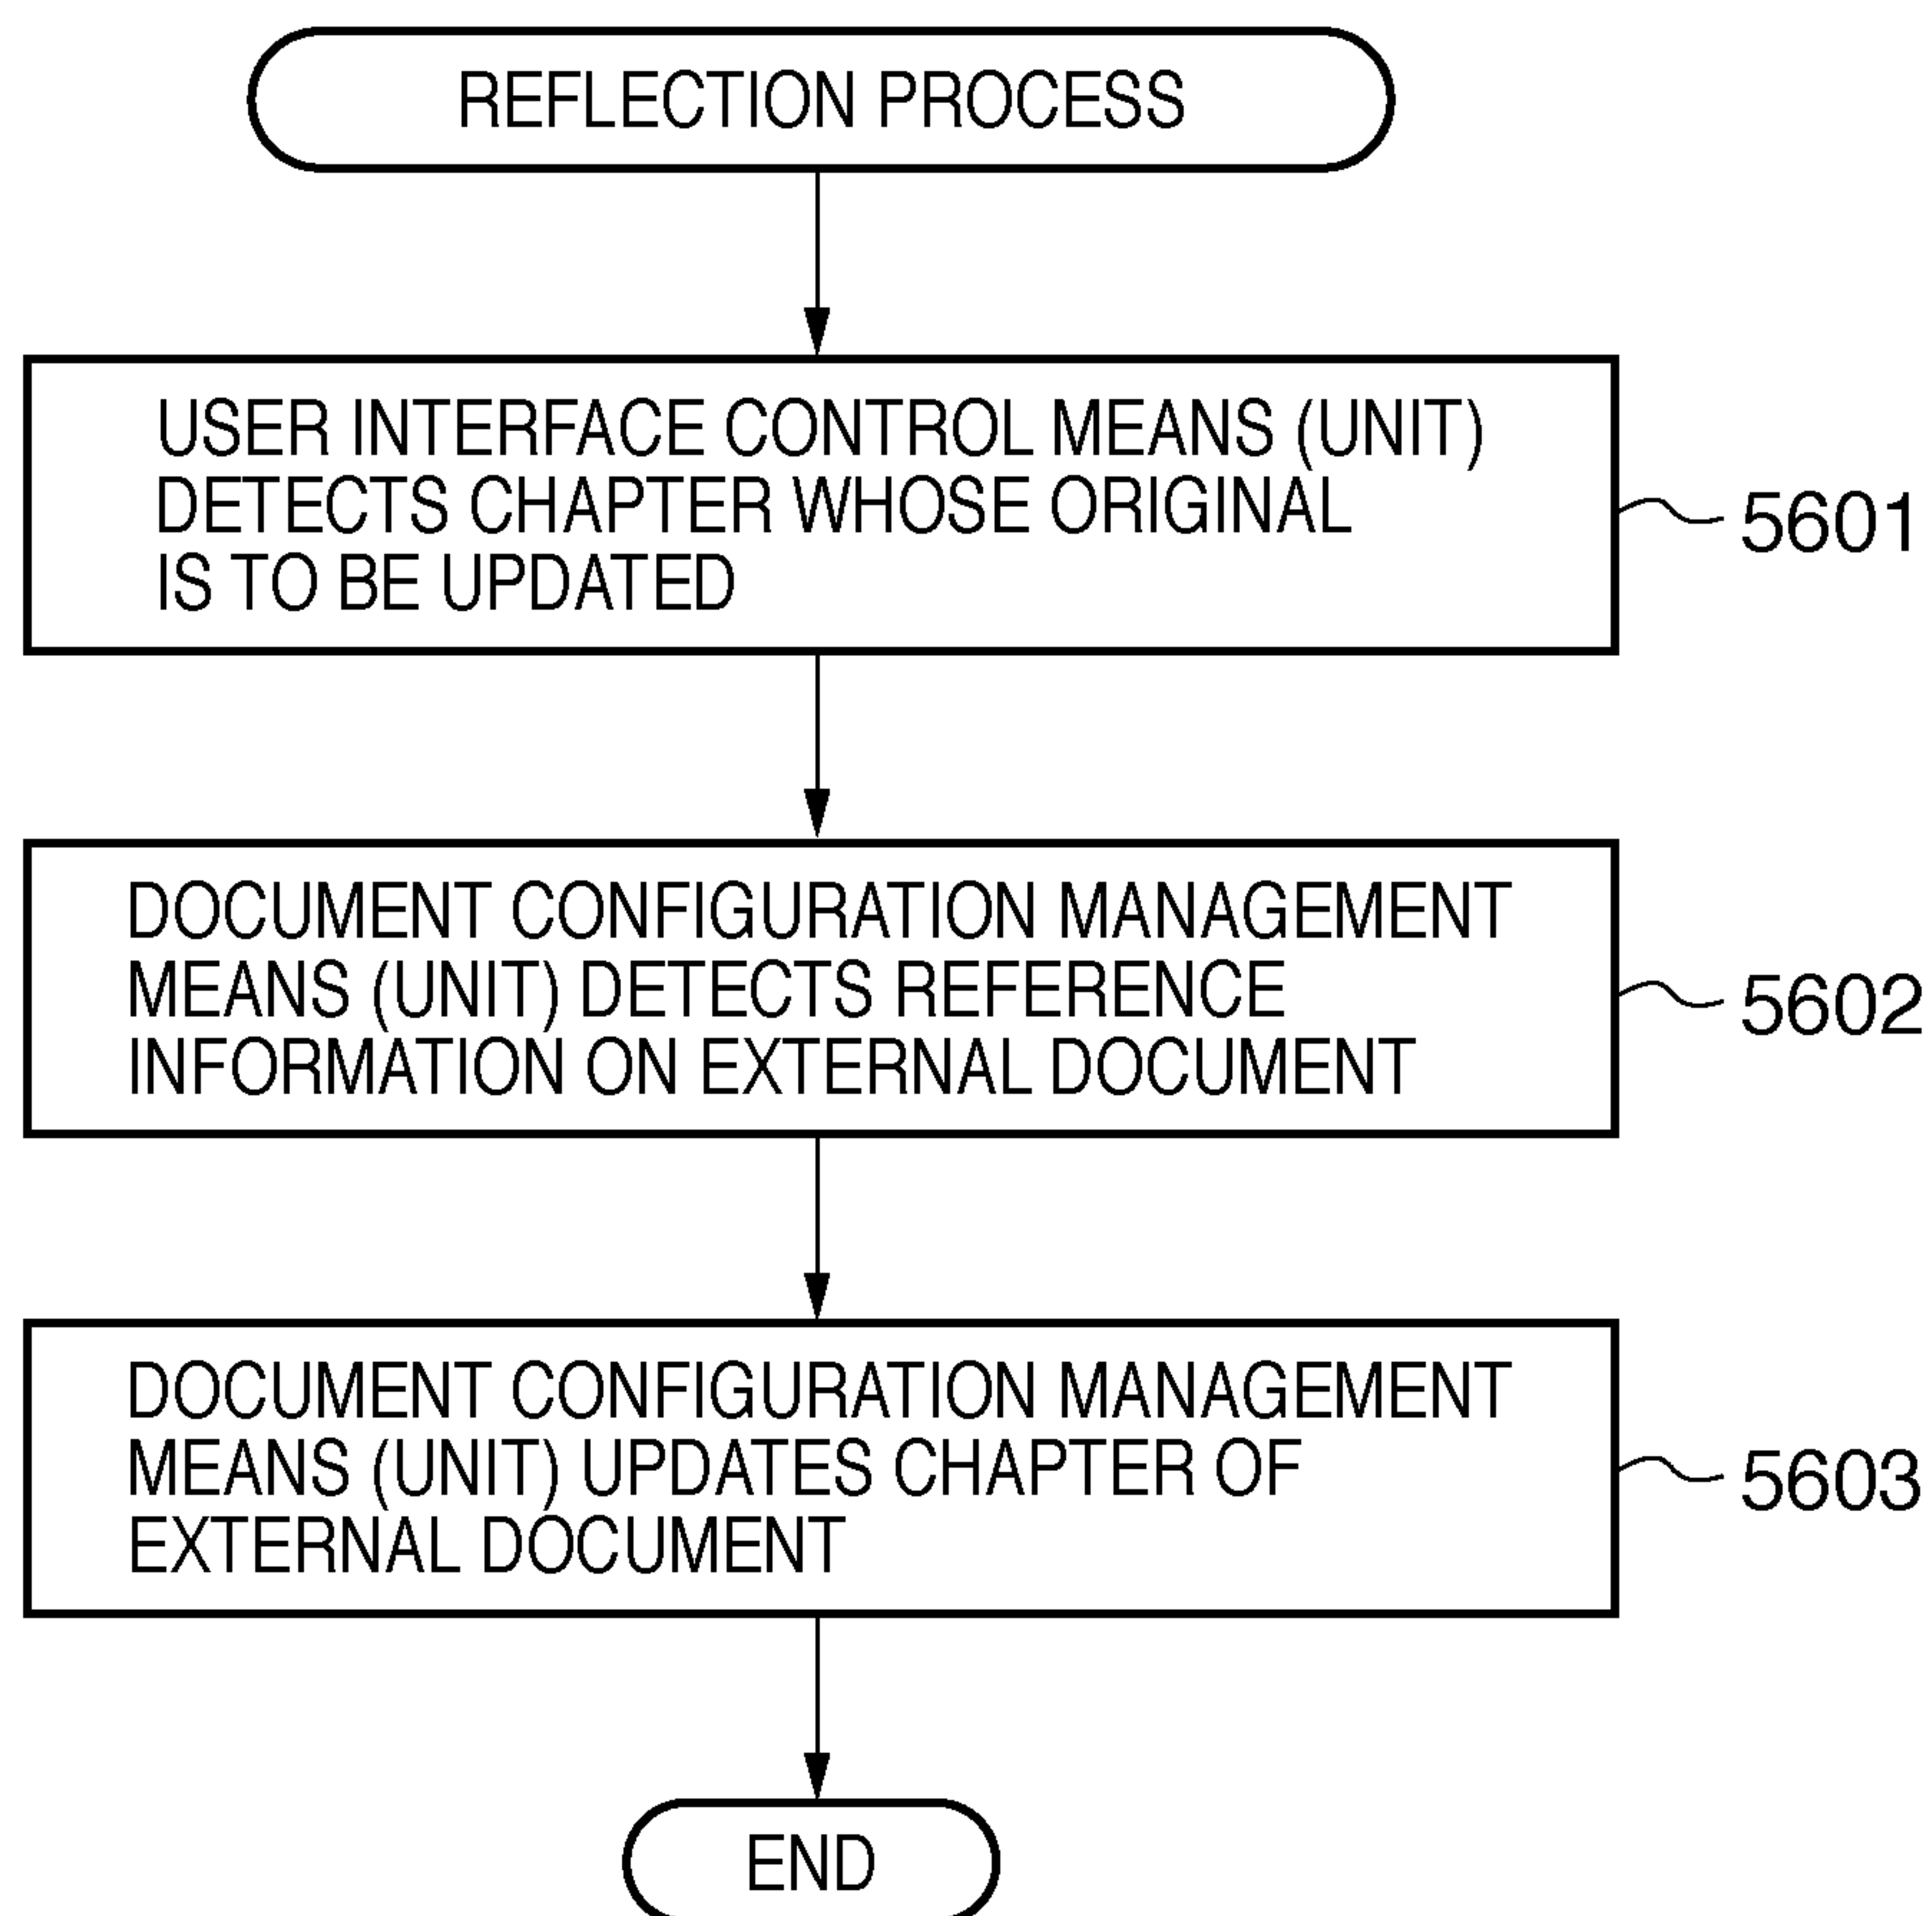 REFLECTION PROCESS
USER INTERFACE CONTROL MEANS (UNIT)
DETECTS CHAPTER WHOSE ORIGINAL
IS TO BE UPDATED
5601
DOCUMENT CONFIGURATION MANAGEMENT
MEANS (UNIT) DETECTS REFERENCE
INFORMATION ON EXTERNAL DOCUMENT
5602
DOCUMENT CONFIGURATION MANAGEMENT
MEANS (UNIT) UPDATES CHAPTER OF
EXTERNAL DOCUMENT
5603
END